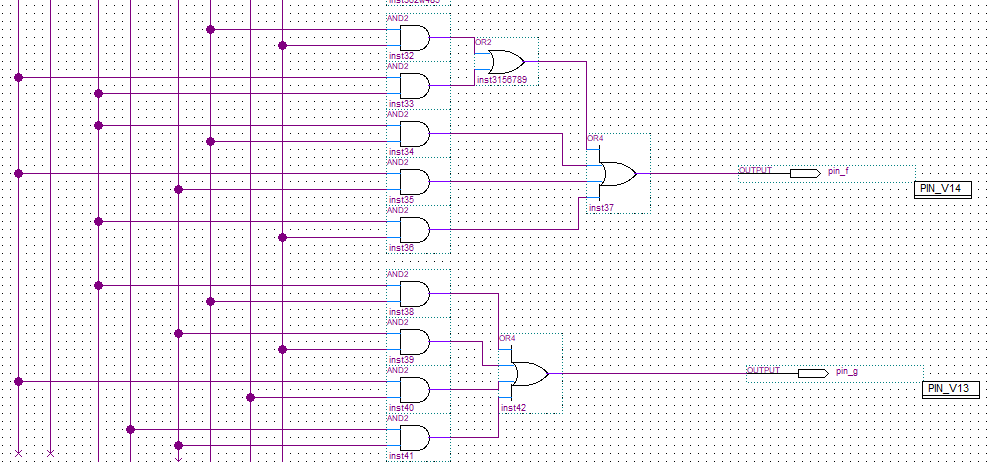 AND2
inst32
OR2
inst3156789
AND2
inst33
AND2
inst34
AND2
inst35
AND2
inst36
OR4
inst37
OUTPUT
pin_f
PIN_V14
AND2
inst38
AND2
inst39
AND2
inst40
AND2
inst41
OR4
inst42
OUTPUT
pin_g
PIN_V13